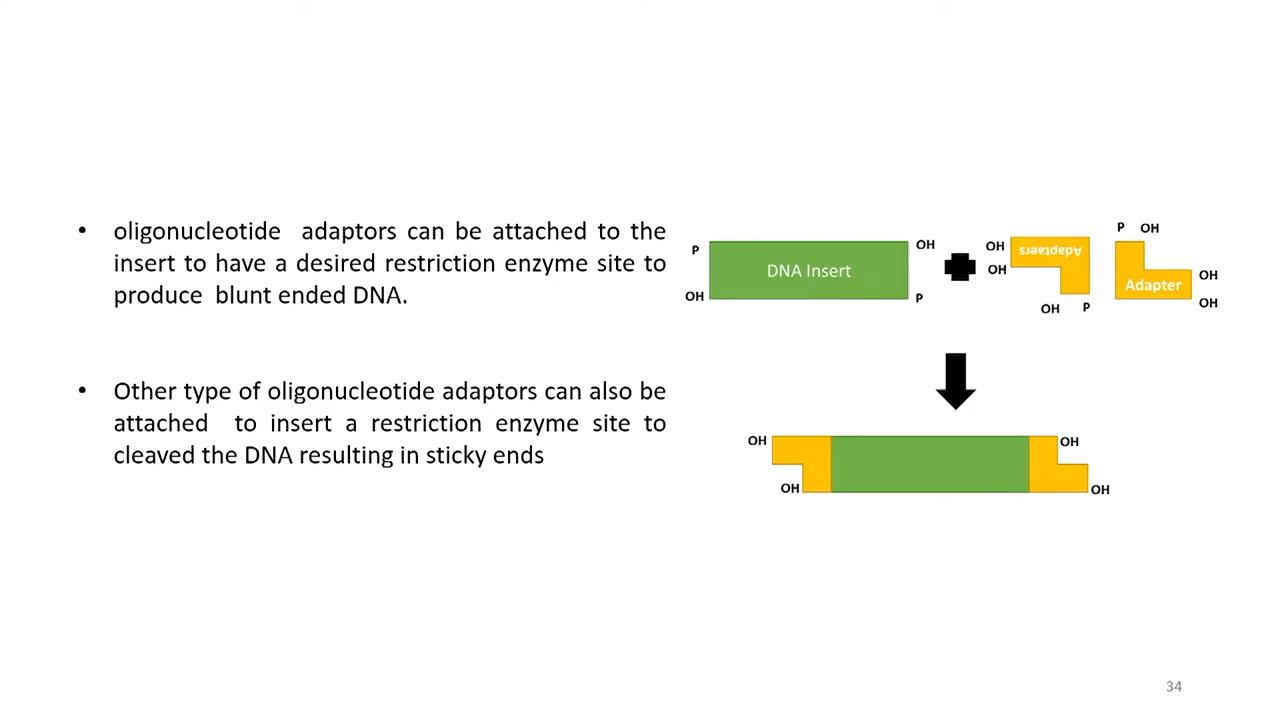 • oligonucleotide adaptors can be attached to the
insert to have a desired restriction enzyme site to
produce blunt ended DNA.
• Other type of oligonucleotide adaptors can also be
attached to insert a restriction enzyme site to
cleaved the DNA resulting in sticky ends
P
OH
DNA Insert
OH
P
OH
OH
Adaptaers
OH
P
P
OH
Adapter
OH
OH
OH
OH
OH
OH
34